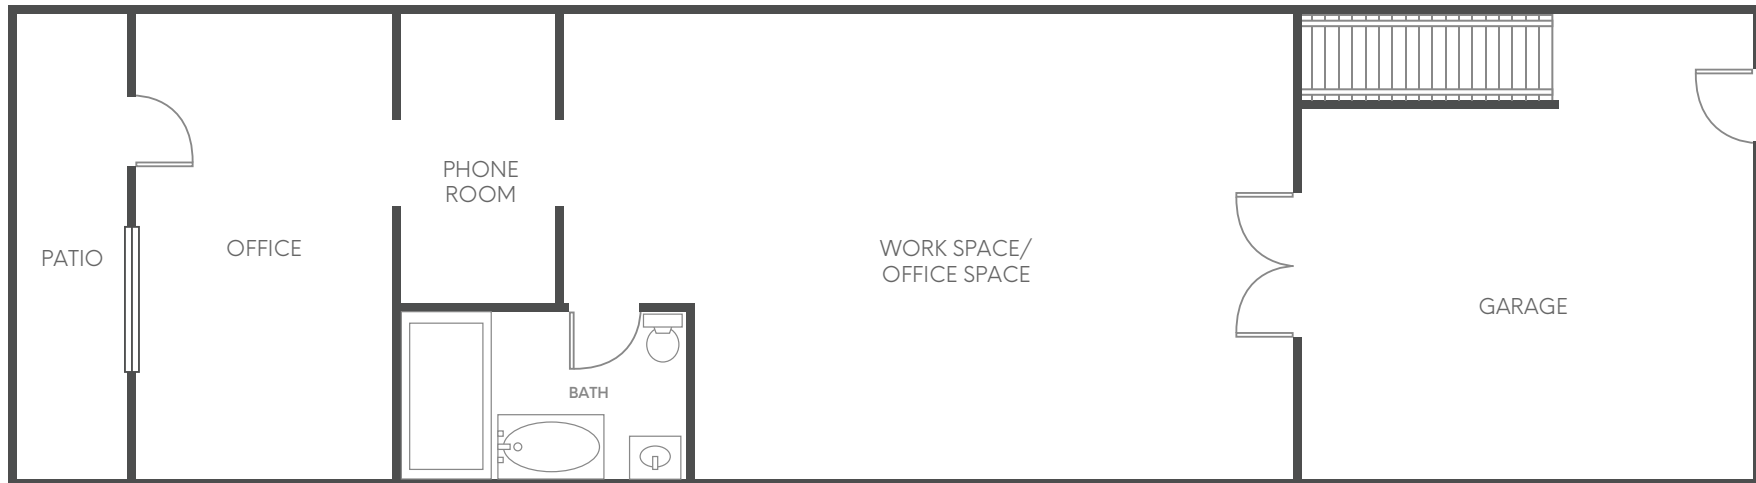 PATIO
OFFICE
PHONE
ROOM
BATH
WORK SPACE/
OFFICE SPACE
GARAGE